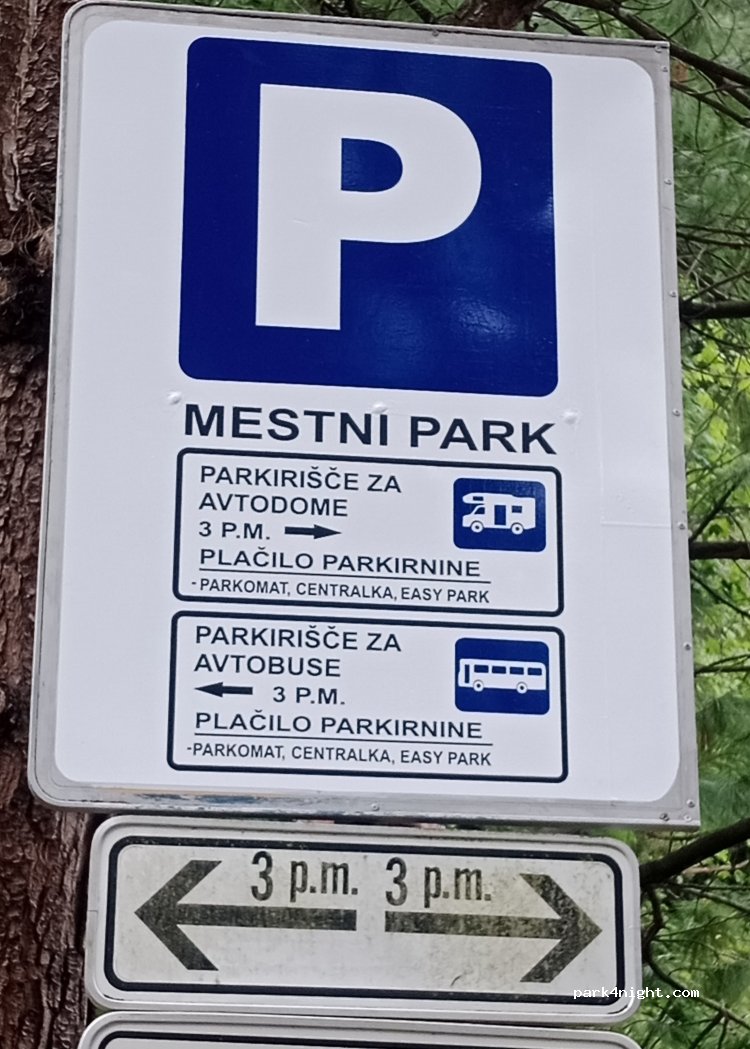 P
MESTNI PARK
PARKIRIŠČE ZA
AVTODOME
3 P.M.
PLAČILO PARKIRNINE
-PARKOMAT, CENTRALKA, EASY PARK
PARKIRIŠČE ZA
AVTOBUSE
3 P.M.
PLAČILO PARKIRNINE
-PARKOMAT, CENTRALKA, EASY PARK
3 p.m. 3 p.m.
park4night.com